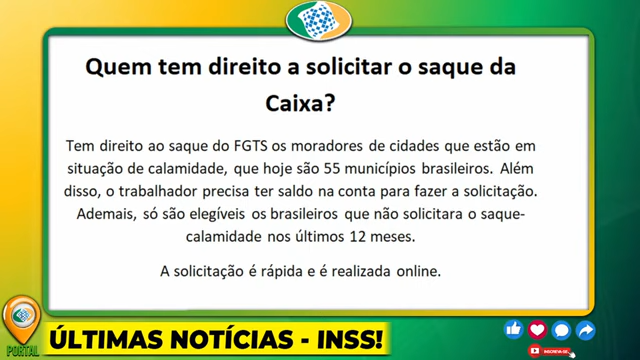 Quem tem direito a solicitar o saque da
Caixa?
Tem direito ao saque do FGTS os moradores de cidades que estão em
situação de calamidade, que hoje são 55 municípios brasileiros. Além
disso, o trabalhador precisa ter saldo na conta para fazer a solicitação.
Ademais, só são elegíveis os brasileiros que não solicitara o saque-
calamidade nos últimos 12 meses.
A solicitação é rápida e é realizada online.
PORTAL
ÚLTIMAS NOTÍCIAS - INSS!
INSCREVA-SE